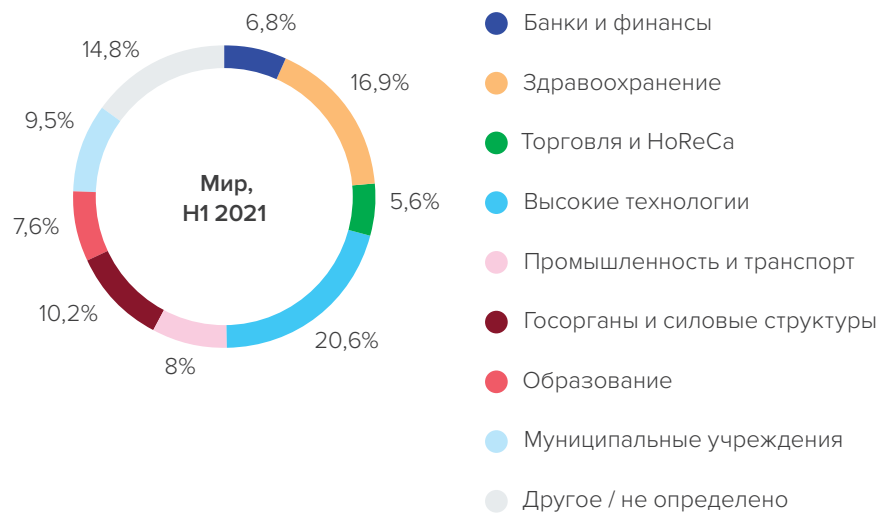 6,8%
14,8%
16,9%
9,5%
Мир,
H1 2021
5,6%
7,6%
10,2%
20,6%
8%
Банки и финансы
Здравоохранение
Торговля и HoReCa
Высокие технологии
Промышленность и транспорт
Госорганы и силовые структуры
Образование
Муниципальные учреждения
Другое / не определено